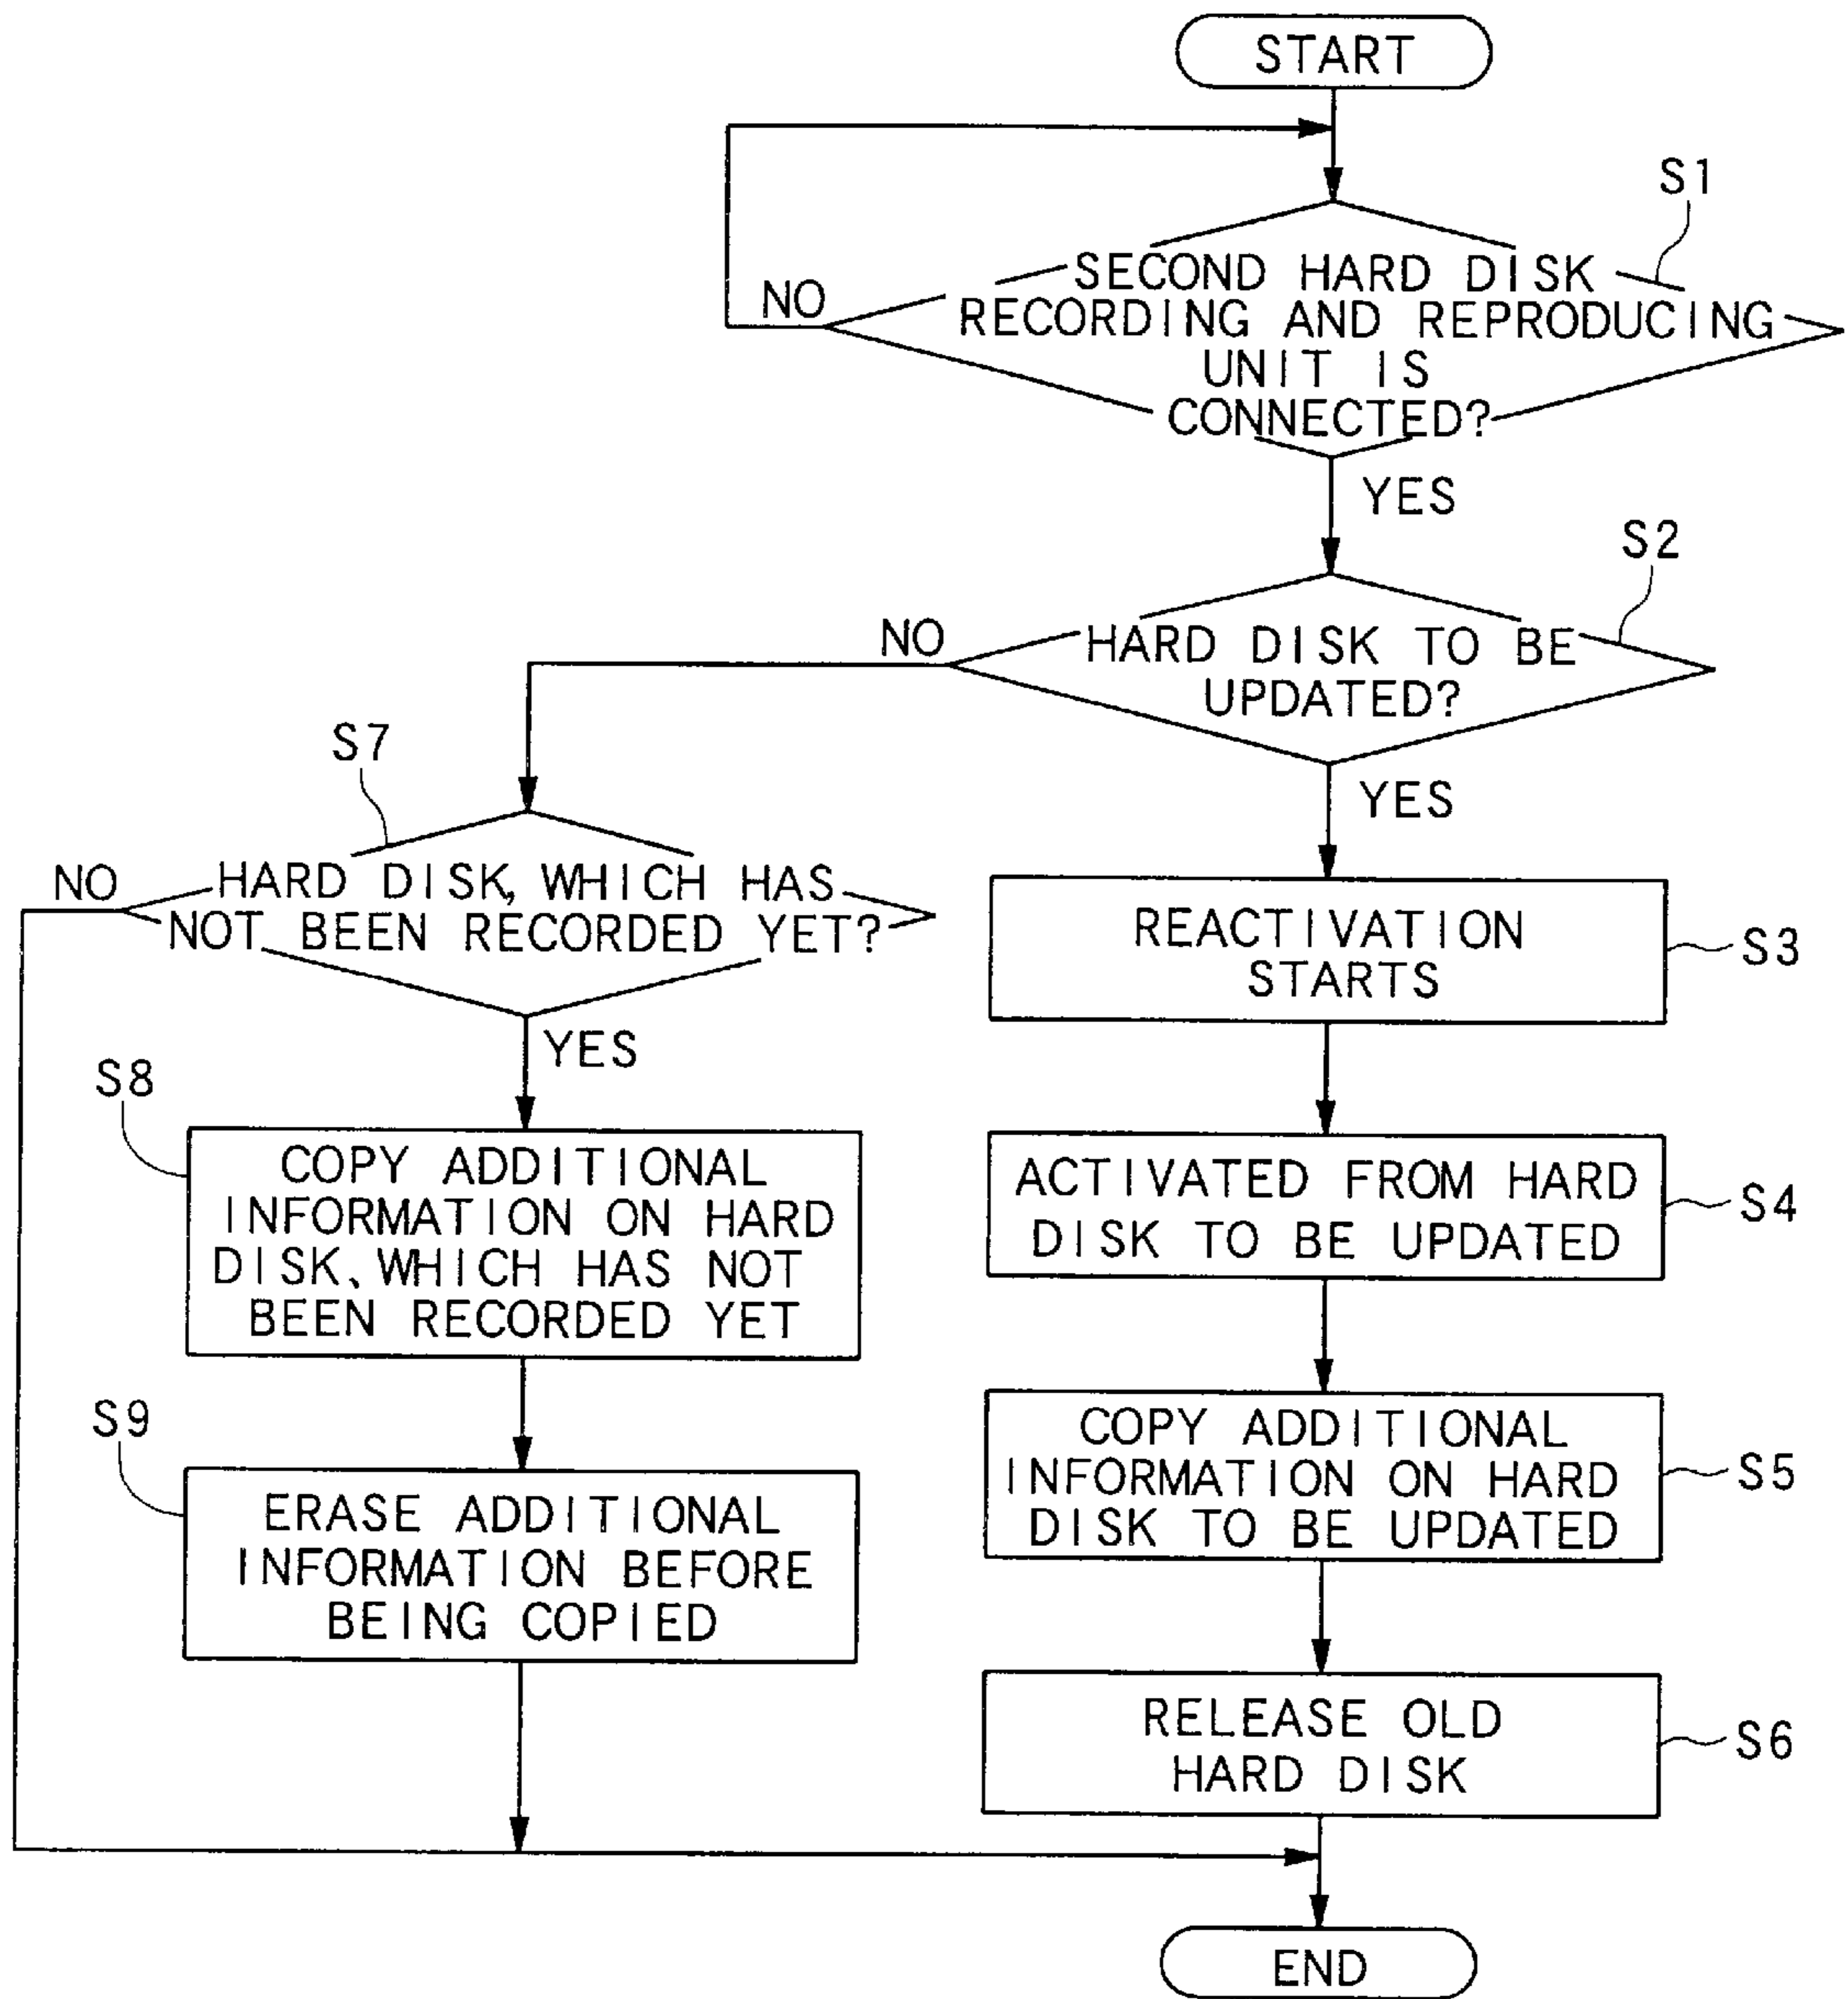 START
S1
SECOND HARD DISK
NO
RECORDING AND REPRODUCING
UNIT IS
CONNECTED?
YES
S2
NO
HARD DISK TO BE
UPDATED?
S7
YES
NO
HARD DISK, WHICH HAS
NOT BEEN RECORDED YET?
REACTIVATION
STARTS
S3
YES
S8
COPY ADDITIONAL
INFORMATION ON HARD
DISK, WHICH HAS NOT
BEEN RECORDED YET
ACTIVATED FROM HARD
DISK TO BE UPDATED
S4
S9
ERASE ADDITIONAL
INFORMATION BEFORE
BEING COPIED
COPY ADDITIONAL
INFORMATION ON HARD
DISK TO BE UPDATED
S5
RELEASE OLD
HARD DISK
S6
END